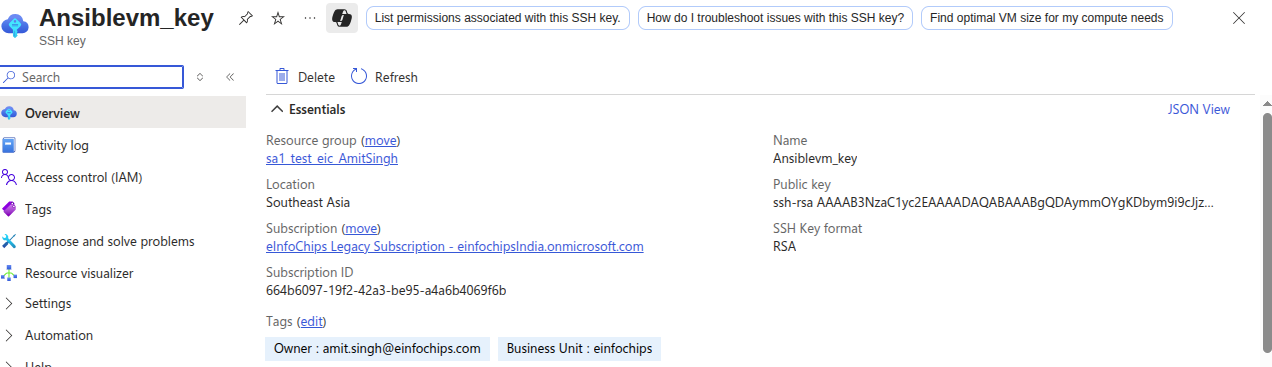 Ansiblevm_key
SSH key
List permissions associated with this SSH key.
How do I troubleshoot issues with this SSH key?
Find optimal VM size for my compute needs
Search
Overview
Activity log
Access control (IAM)
Tags
Diagnose and solve problems
Resource visualizer
Settings
Automation
Help
Delete
Refresh
Essentials
JSON View
Resource group (move)
sa1_test_eic_AmitSingh
Location
Southeast Asia
Subscription (move)
eInfoChips Legacy Subscription - einfochipsIndia.onmicrosoft.com
Subscription ID
664b6097-19f2-42a3-be95-a4a6b4069f6b
Name
Ansiblevm_key
Public key
ssh-rsa AAAAB3NzaC1yc2EAAAADAQABAAABgQDAymmOYgKDbym9i9cJjz...
SSH Key format
RSA
Tags (edit)
Owner : amit.singh@einfochips.com
Business Unit : einfochips